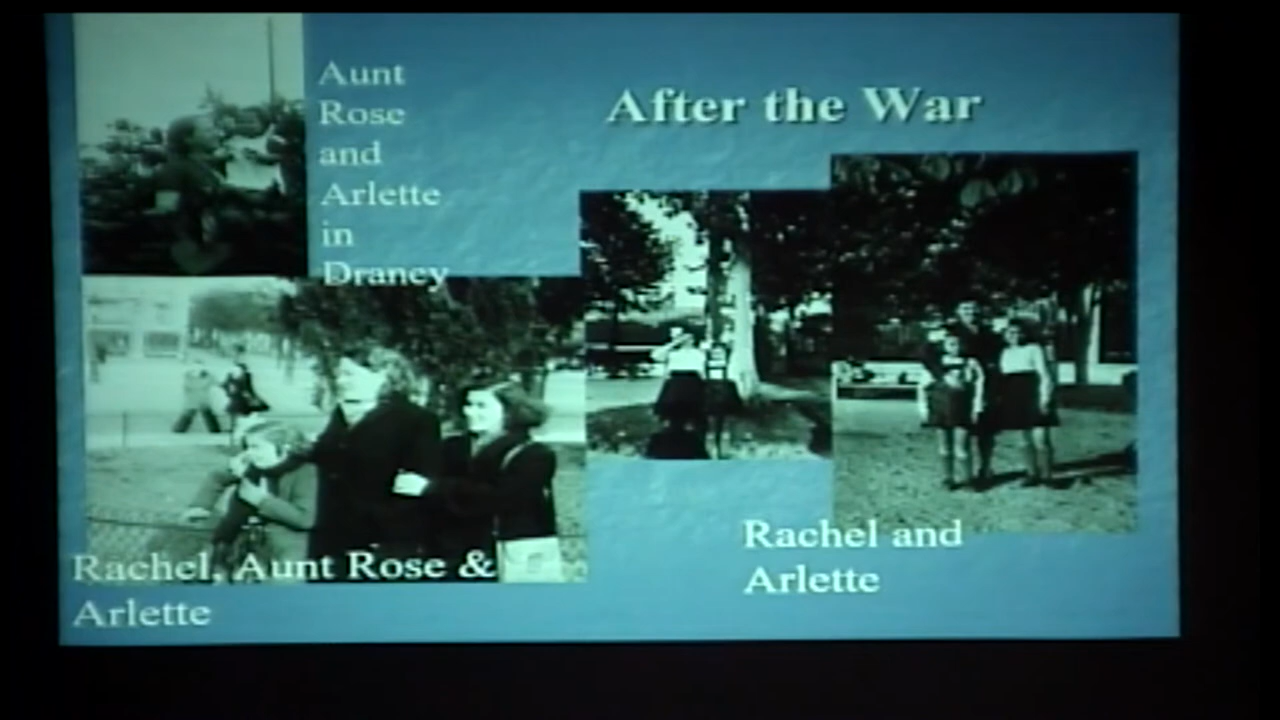 Aunt
Rose
and
Arlette
in
Drancy
After the War
Rachel, Aunt Rose &
Arlette
Rachel and
Arlette